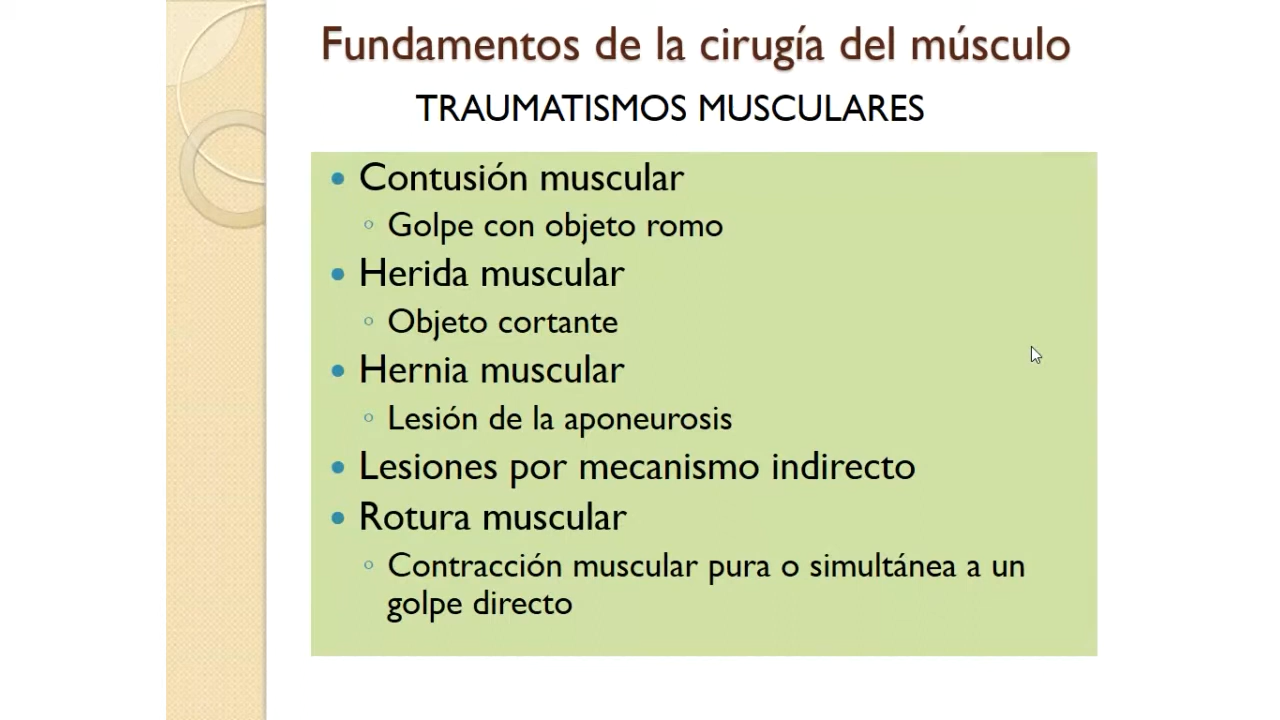 Fundamentos de la cirugía del músculo
TRAUMATISMOS MUSCULARES
• Contusión muscular
◦ Golpe con objeto romo
• Herida muscular
◦ Objeto cortante
• Hernia muscular
◦ Lesión de la aponeurosis
• Lesiones por mecanismo indirecto
• Rotura muscular
◦ Contracción muscular pura o simultánea a un
golpe directo